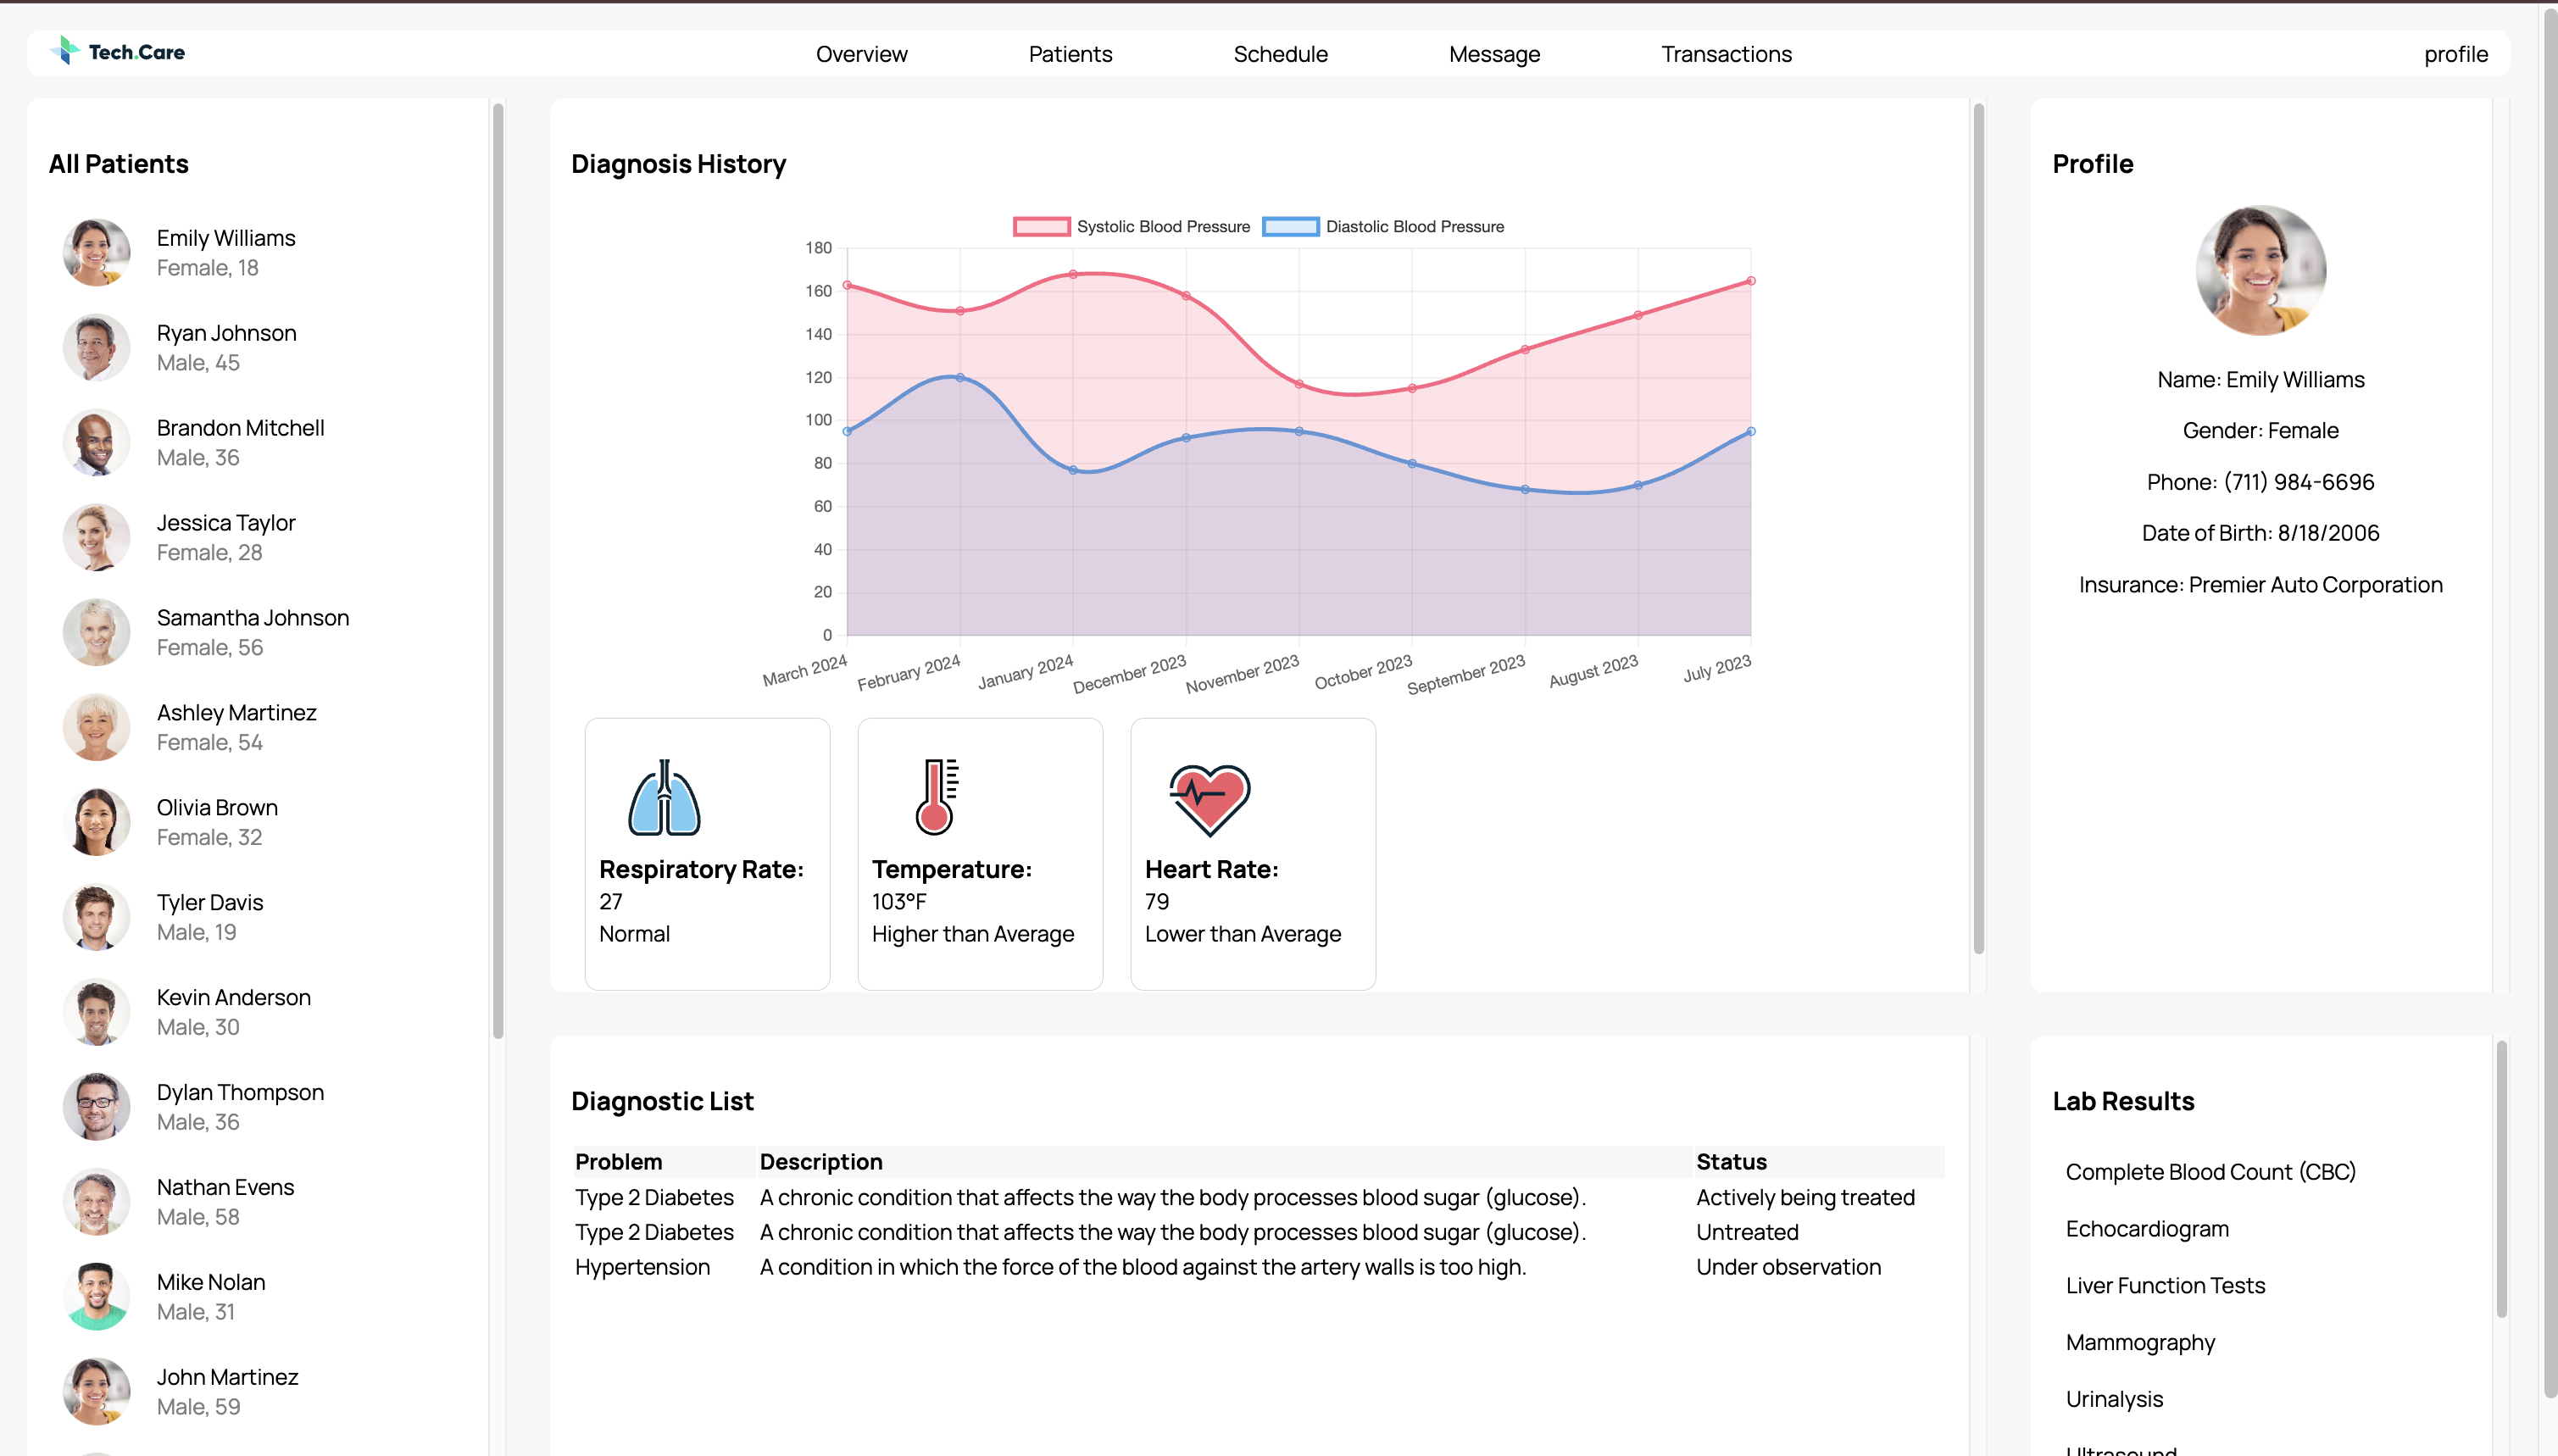 Tech.Care
Overview
Patients
Schedule
Message
Transactions
profile
All Patients
Emily Williams
Female, 18
Ryan Johnson
Male, 45
Brandon Mitchell
Male, 36
Jessica Taylor
Female, 28
Samantha Johnson
Female, 56
Ashley Martinez
Female, 54
Olivia Brown
Female, 32
Tyler Davis
Male, 19
Kevin Anderson
Male, 30
Dylan Thompson
Male, 36
Nathan Evens
Male, 58
Mike Nolan
Male, 31
John Martinez
Male, 59
Diagnosis History
Systolic Blood Pressure
Diastolic Blood Pressure
180
160
140
120
100
80
60
40
20
0
March 2024
February 2024
January 2024
December 2023
November 2023
October 2023
September 2023
August 2023
July 2023
Respiratory Rate:
27
Normal
Temperature:
103°F
Higher than Average
Heart Rate:
79
Lower than Average
Diagnostic List
Problem Description Status
Type 2 Diabetes A chronic condition that affects the way the body processes blood sugar (glucose). Actively being treated
Type 2 Diabetes A chronic condition that affects the way the body processes blood sugar (glucose). Untreated
Hypertension A condition in which the force of the blood against the artery walls is too high. Under observation
Profile
Name: Emily Williams
Gender: Female
Phone: (711) 984-6696
Date of Birth: 8/18/2006
Insurance: Premier Auto Corporation
Lab Results
Complete Blood Count (CBC)
Echocardiogram
Liver Function Tests
Mammography
Urinalysis
Ultrasound